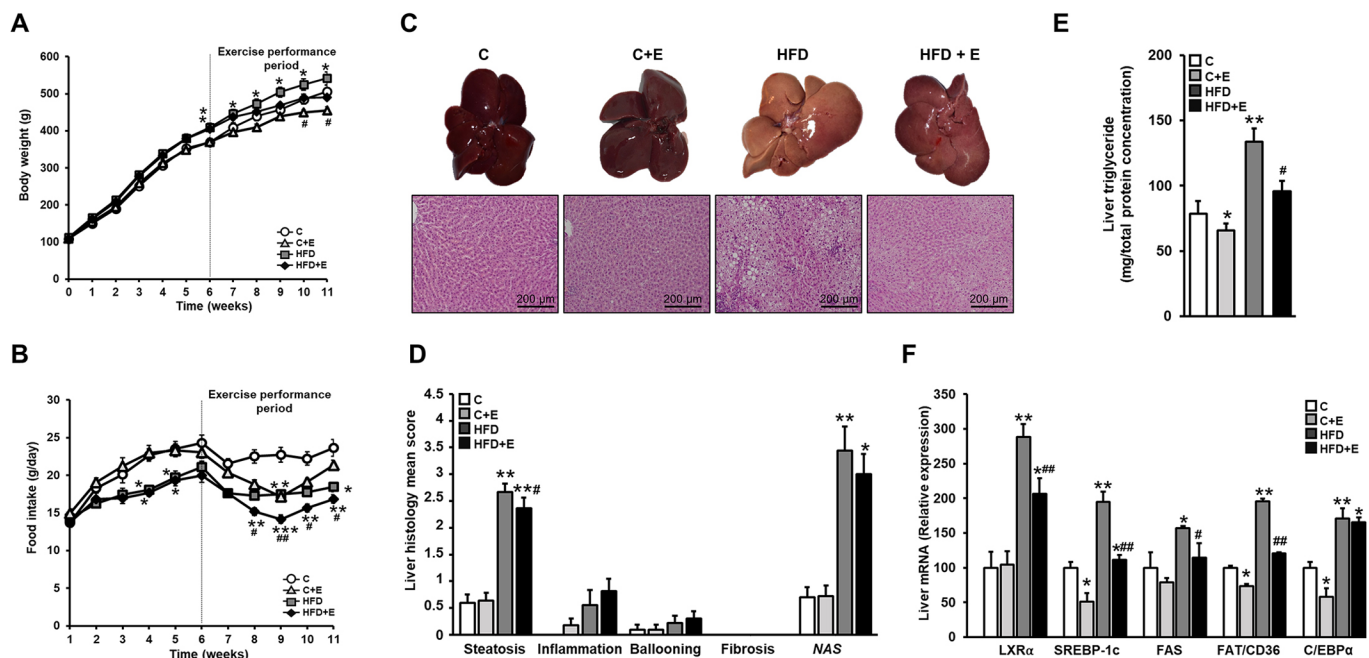 A
Exercise performance
period
Body weight (g)
600
500
400
300
200
100
0
* * * * *
*
*
# #
C
C+E
HFD
HFD+E
0 1 2 3 4 5 6 7 8 9 10 11
Time (weeks)
B
Exercise performance
period
Food intake (g/day)
30
25
20
15
10
5
0
*
*
*
*
**
*
**
#
***
##
**
#
**
#
C
C+E
HFD
HFD+E
1 2 3 4 5 6 7 8 9 10 11
Time (weeks)
C
C C+E HFD HFD + E
200 µm 200 µm 200 µm 200 µm
D
Liver histology mean score
4.5
4
3.5
3
2.5
2
1.5
1
0.5
0
C
C+E
HFD
HFD+E
**
**#
**
*
Steatosis Inflammation Ballooning Fibrosis NAS
E
Liver triglyceride
(mg/total protein concentration)
200
150
100
50
0
C
C+E
HFD
HFD+E
*
**
#
F
Liver mRNA (Relative expression)
350
300
250
200
150
100
50
0
C
C+E
HFD
HFD+E
**
*##
*
**
*##
*
#
*
**
##
*
**
*
LXRα SREBP-1c FAS FAT/CD36 C/EBPα